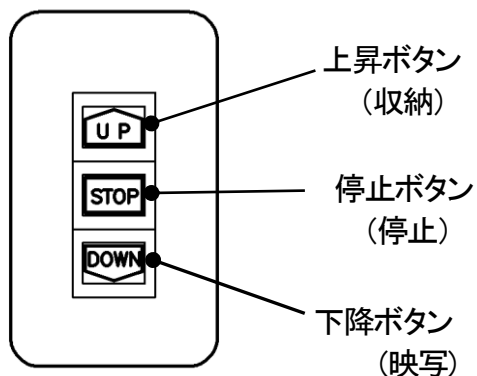 上昇ボタン
（収納）
UP
停止ボタン
（停止）
STOP
下降ボタン
（映写）
DOWN